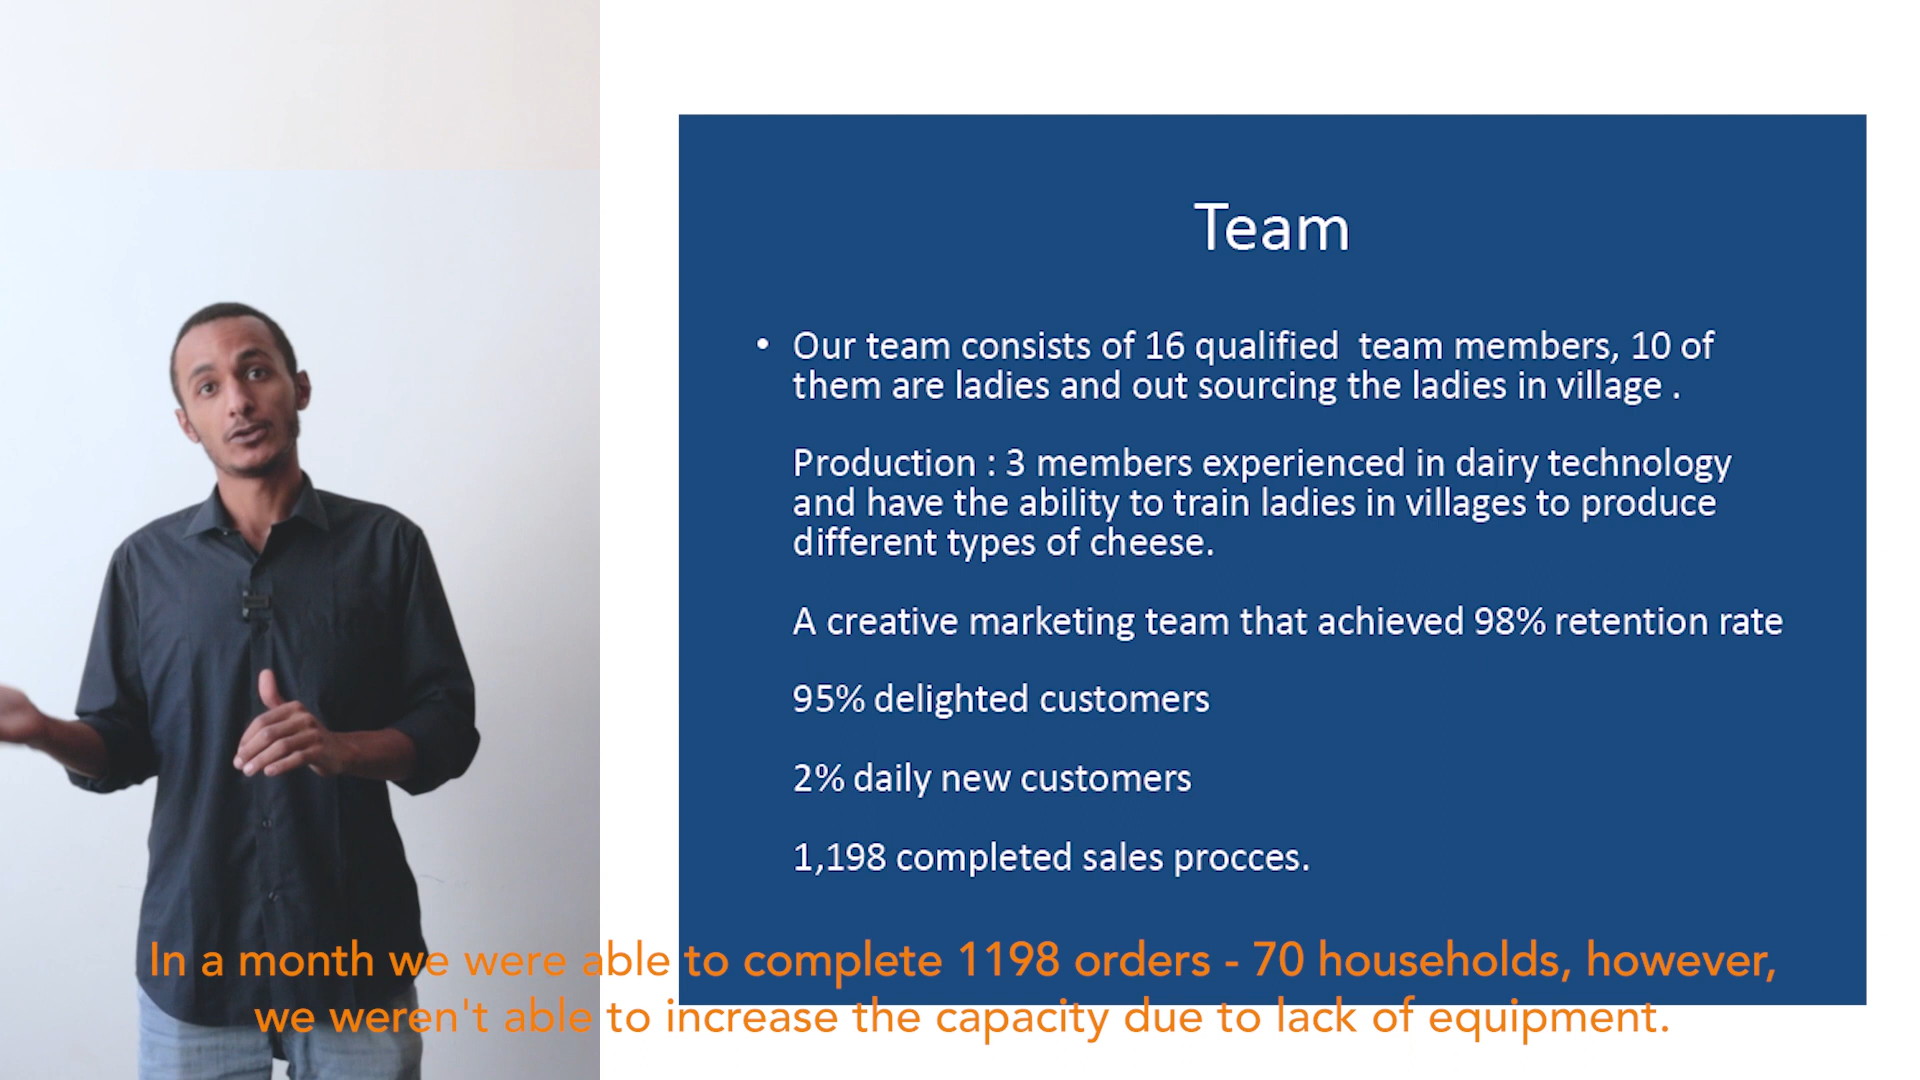 Team
• Our team consists of 16 qualified  team members, 10 of
them are ladies and out sourcing the ladies in village .
Production : 3 members experienced in dairy technology
and have the ability to train ladies in villages to produce
different types of cheese.
A creative marketing team that achieved 98% retention rate
95% delighted customers
2% daily new customers
1,198 completed sales procces.
In a month we were able to complete 1198 orders - 70 households, however,
we weren't able to increase the capacity due to lack of equipment.